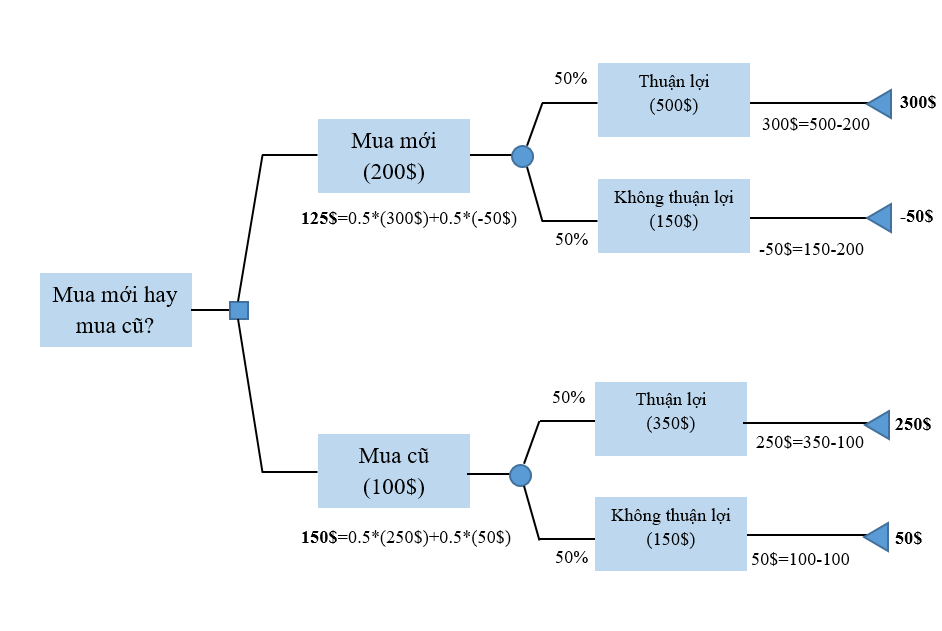 50%
Thuận lợi
(500$)
300$
300$=500-200
Mua mới
(200$)
125$=0.5*(300$)+0.5*(-50$)
Không thuận lợi
(150$)
-50$
50%
-50$=150-200
Mua mới hay
mua cũ?
50%
Thuận lợi
(350$)
250$
250$=350-100
Mua cũ
(100$)
150$=0.5*(250$)+0.5*(50$)
Không thuận lợi
(150$)
50$
50%
50$=100-100